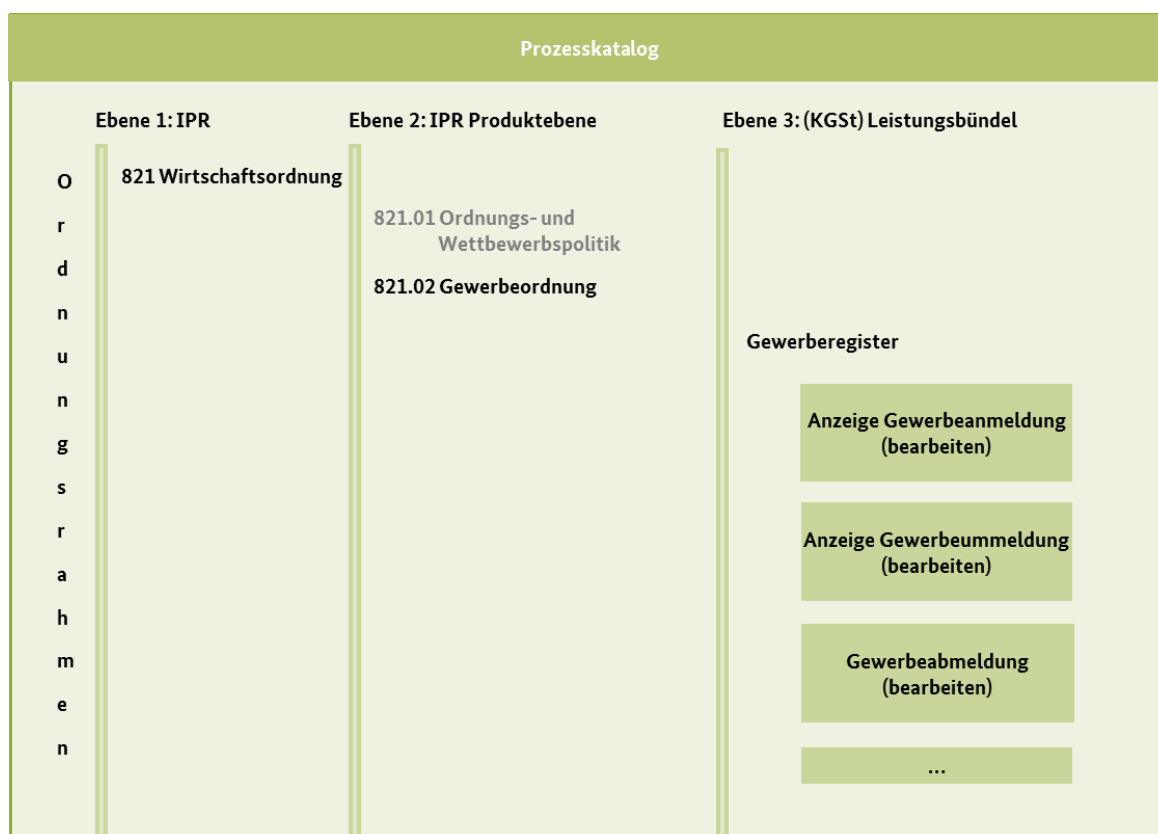 Prozesskatalog
Ebene 1: IPR
Ebene 2: IPR Produktebene
Ebene 3: (KGSt) Leistungsbündel
Ordnungsrahmen
821 Wirtschaftsordnung
821.01 Ordnungs- und
Wettbewerbspolitik
821.02 Gewerbeordnung
Gewerberegister
Anzeige Gewerbeanmeldung
(bearbeiten)
Anzeige Gewerbeummeldung
(bearbeiten)
Gewerbeabmeldung
(bearbeiten)
...